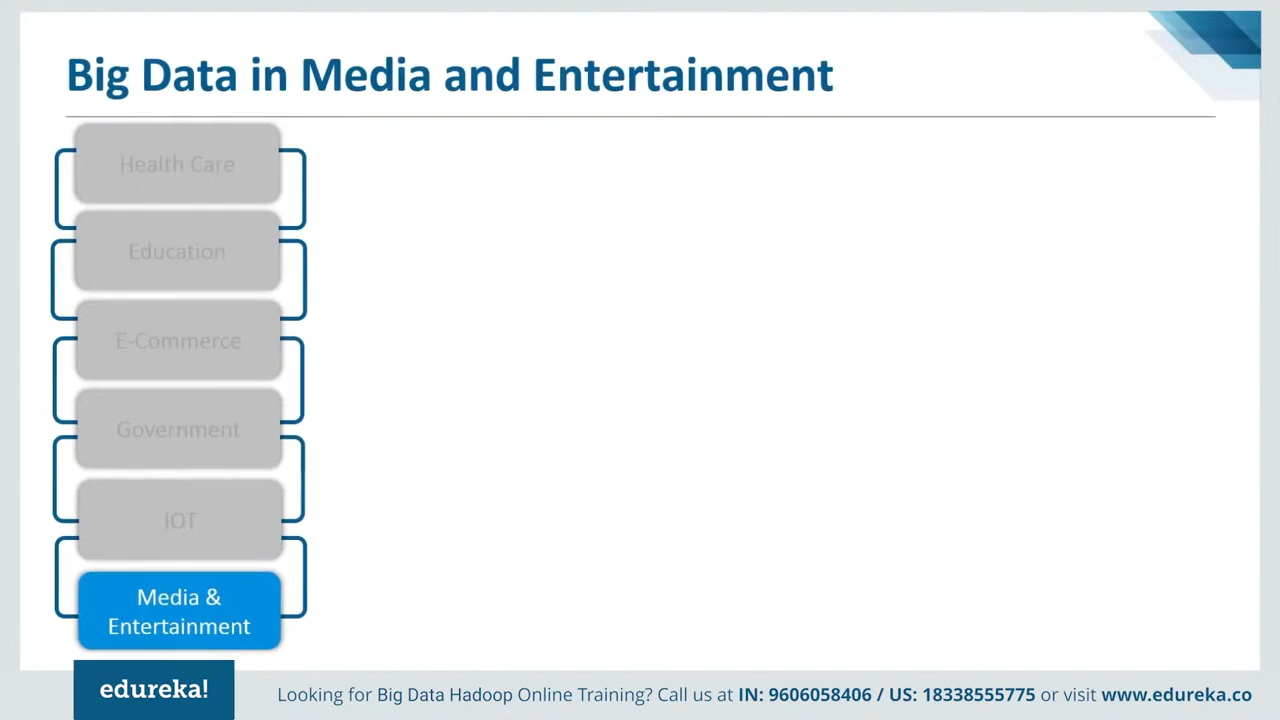 Big Data in Media and Entertainment
Health Care
Education
E-Commerce
Government
IOT
Media &
Entertainment
edureka!
Looking for Big Data Hadoop Online Training? Call us at IN: 9606058406 / US: 18338555775 or visit www.edureka.co